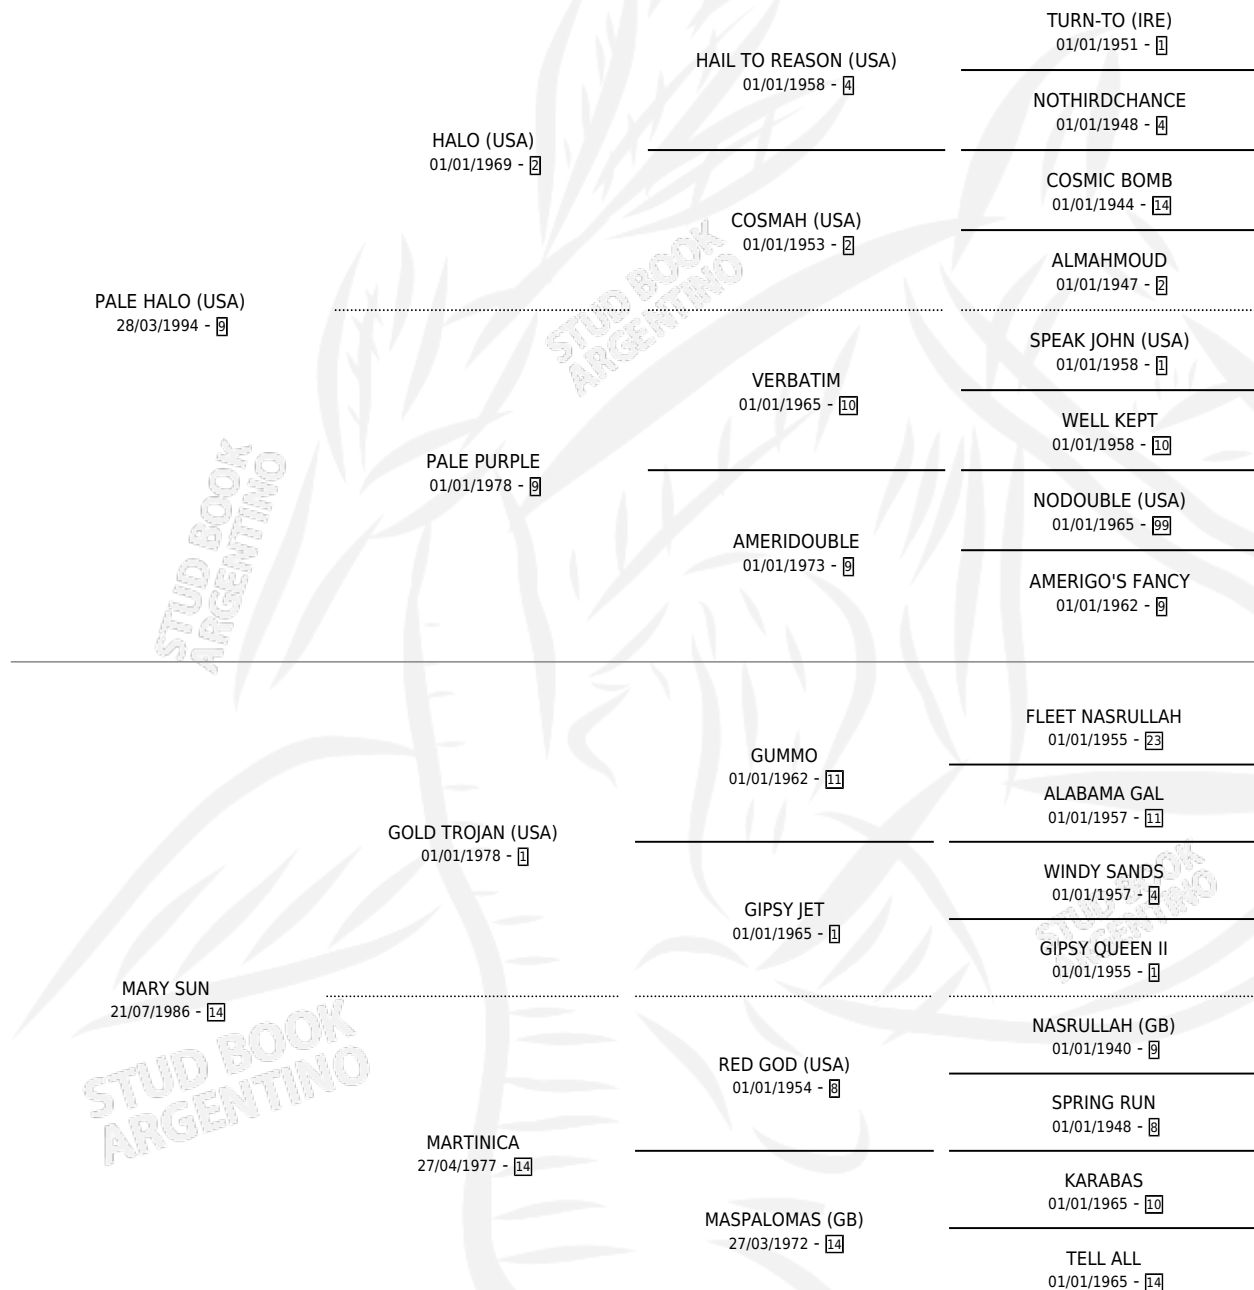 TURN-TO (IRE)
01/01/1951 - 1
HAIL TO REASON (USA)
01/01/1958 - 4
NOTHIRDCHANCE
01/01/1948 - 4
HALO (USA)
01/01/1969 - 2
COSMIC BOMB
01/01/1944 - 14
COSMAH (USA)
01/01/1953 - 2
ALMAHMOUD
01/01/1947 - 2
PALE HALO (USA)
28/03/1994 - 9
STUD BOOK
ARGENTINO
SPEAK JOHN (USA)
01/01/1958 - 1
VERBATIM
01/01/1965 - 10
WELL KEPT
01/01/1958 - 10
PALE PURPLE
01/01/1978 - 9
NODOUBLE (USA)
01/01/1965 - 99
AMERIDOUBLE
01/01/1973 - 9
AMERIGO'S FANCY
01/01/1962 - 9
STUD BOOK
ARGENTINO
FLEET NASRULLAH
01/01/1955 - 23
GUMMO
01/01/1962 - 11
ALABAMA GAL
01/01/1957 - 11
GOLD TROJAN (USA)
01/01/1978 - 1
WINDY SANDS
01/01/1957 - 4
STUD BOOK
ARGENTINO
GIPSY JET
01/01/1965 - 1
GIPSY QUEEN II
01/01/1955 - 1
MARY SUN
21/07/1986 - 14
NASRULLAH (GB)
01/01/1940 - 9
RED GOD (USA)
01/01/1954 - 8
STUD BOOK
ARGENTINO
SPRING RUN
01/01/1948 - 8
MARTINICA
27/04/1977 - 14
KARABAS
01/01/1965 - 10
MASPALOMAS (GB)
27/03/1972 - 14
TELL ALL
01/01/1965 - 14